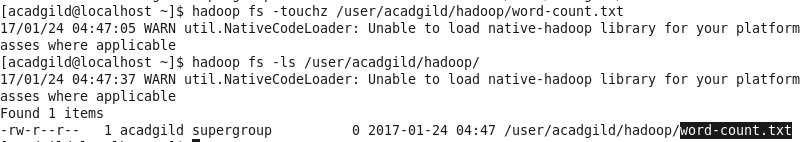 [acadgild@localhost ~]$ hadoop fs -touchz /user/acadgild/hadoop/word-count.txt
17/01/24 04:47:05 WARN util.NativeCodeLoader: Unable to load native-hadoop library for your platform
asses where applicable
[acadgild@localhost ~]$ hadoop fs -ls /user/acadgild/hadoop/
17/01/24 04:47:37 WARN util.NativeCodeLoader: Unable to load native-hadoop library for your platform
asses where applicable
Found 1 items
-rw-r--r--   1 acadgild supergroup          0 2017-01-24 04:47 /user/acadgild/hadoop/word-count.txt